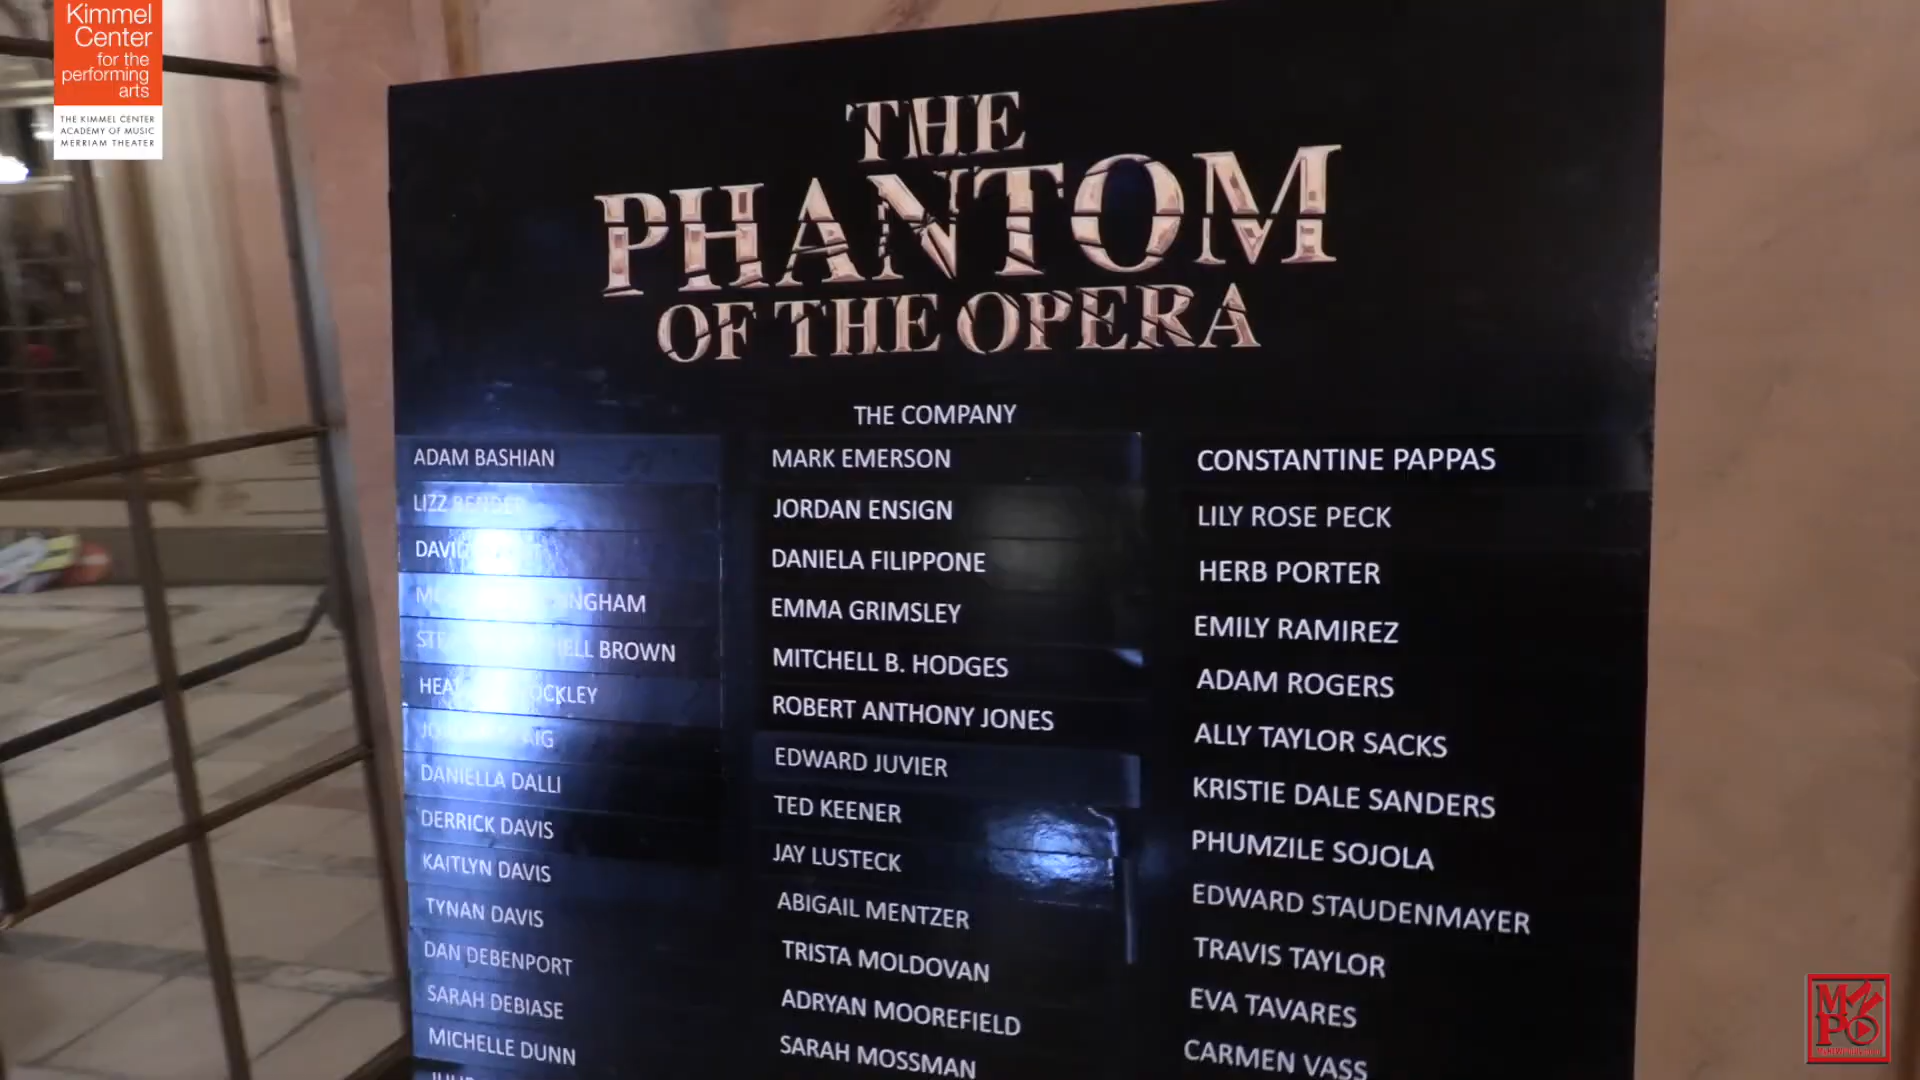 Kimmel
Center
for the
performing
arts
THE KIMMEL CENTER
ACADEMY OF MUSIC
MERRIAM THEATER
THE
PHANTOM
OF THE OPERA
THE COMPANY
ADAM BASHIAN
LIZZ BENDER
DAVID
BROWN
DANIELLA DALLI
DERRICK DAVIS
KAITLYN DAVIS
TYNAN DAVIS
DAN DEBENPORT
SARAH DEBIASE
MICHELLE DUNN
MARK EMERSON
JORDAN ENSIGN
DANIELA FILIPPONE
EMMA GRIMSLEY
MITCHELL B. HODGES
ROBERT ANTHONY JONES
EDWARD JUVIER
TED KEENER
JAY LUSTECK
ABIGAIL MENTZER
TRISTA MOLDOVAN
ADRYAN MOOREFIELD
SARAH MOSSMAN
CONSTANTINE PAPPAS
LILY ROSE PECK
HERB PORTER
EMILY RAMIREZ
ADAM ROGERS
ALLY TAYLOR SACKS
KRISTIE DALE SANDERS
PHUMZILE SOJOLA
EDWARD STAUDENMAYER
TRAVIS TAYLOR
EVA TAVARES
CARMEN VASS